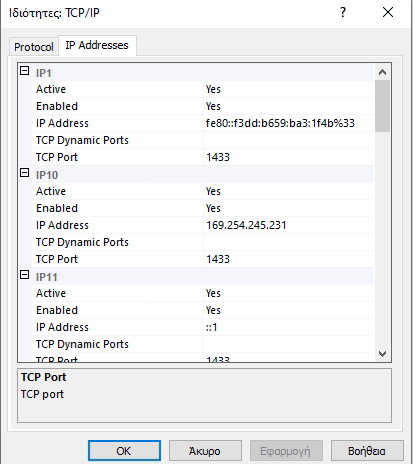 Ιδιότητες: TCP/IP
Protocol IP Addresses
IP1
Active Yes
Enabled Yes
IP Address fe80::f3dd:b659:ba3:1f4b%33
TCP Dynamic Ports
TCP Port 1433
IP10
Active Yes
Enabled Yes
IP Address 169.254.245.231
TCP Dynamic Ports
TCP Port 1433
IP11
Active Yes
Enabled Yes
IP Address ::1
TCP Dynamic Ports
TCP Port 1433
TCP Port
TCP port
OK Άκυρο Εφαρμογή Βοήθεια